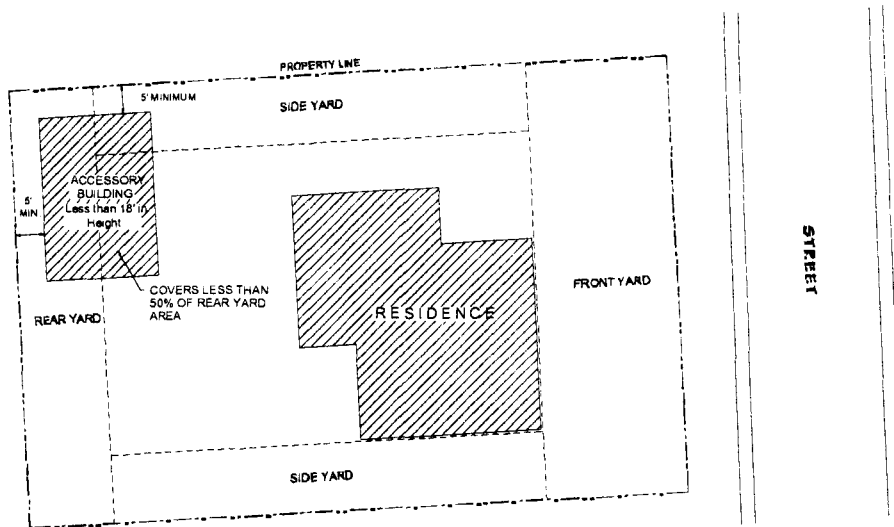 PROPERTY LINE
5' MINIMUM
SIDE YARD
ACCESSORY
BUILDING
Less than 18' in
Height
5'
MIN
COVERS LESS THAN
50% OF REAR YARD
AREA
REAR YARD
RESIDENCE
FRONT YARD
STREET
SIDE YARD